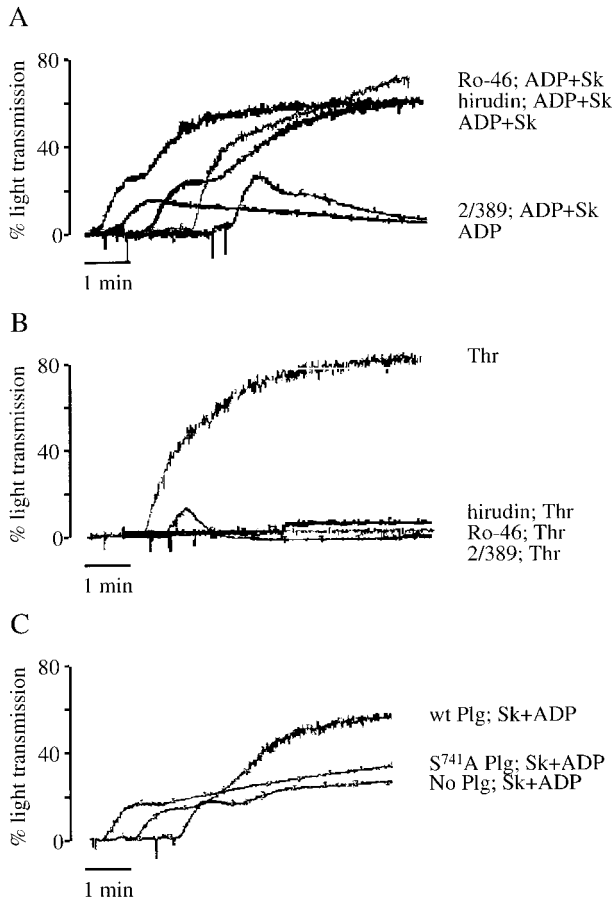 A
% light transmission
80
40
0
1 min
Ro-46; ADP+Sk
hirudin; ADP+Sk
ADP+Sk
2/389; ADP+Sk
ADP
B
% light transmission
80
40
0
1 min
Thr
hirudin; Thr
Ro-46; Thr
2/389; Thr
C
% light transmission
80
40
0
1 min
wt Plg; Sk+ADP
S⁷⁴¹A Plg; Sk+ADP
No Plg; Sk+ADP